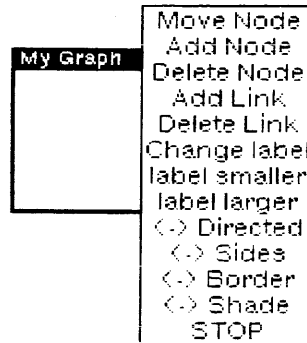 My Graph
Move Node
Add Node
Delete Node
Add Link
Delete Link
Change label
label smaller
label larger
<-> Directed
<-> Sides
<-> Border
<-> Shade
STOP